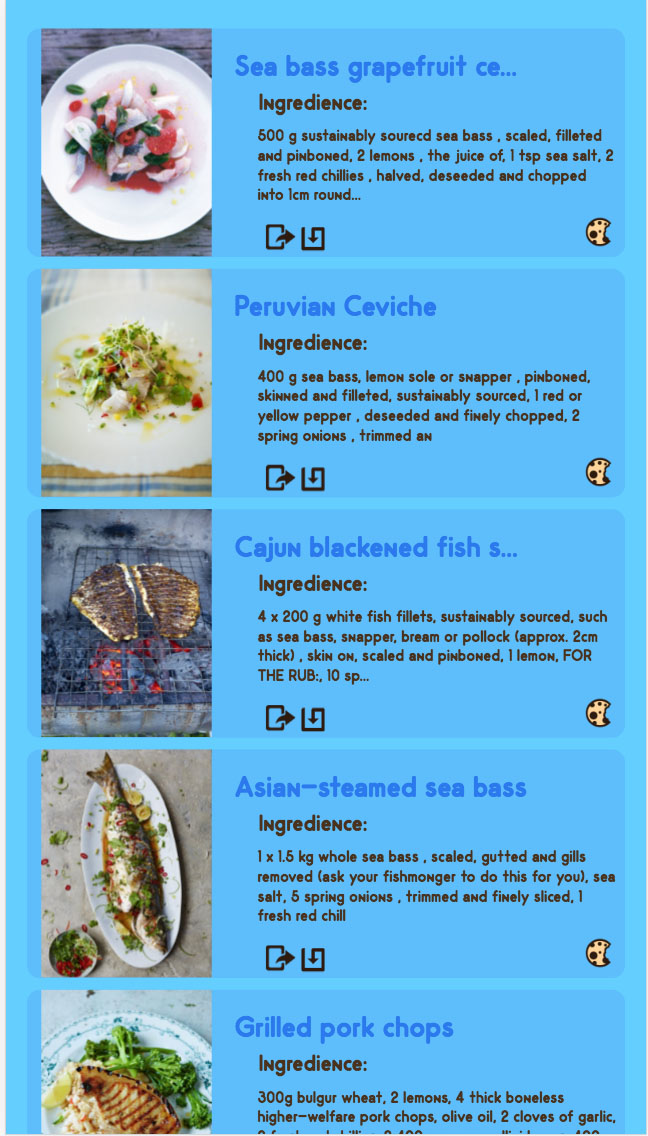 Sea bass grapefruit ce...
Ingredience:
500 g sustainably sourecd sea bass , scaled, filleted
and pinboned, 2 lemons , the juice of, 1 tsp sea salt, 2
fresh red chillies , halved, deseeded and chopped
into 1cm round...
Peruvian Ceviche
Ingredience:
400 g sea bass, lemon sole or snapper , pinboned,
skinned and filleted, sustainably sourced, 1 red or
yellow pepper , deseeded and finely chopped, 2
spring onions , trimmed an
Cajun blackened fish s...
Ingredience:
4 x 200 g white fish fillets, sustainably sourced, such
as sea bass, snapper, bream or pollock (approx. 2cm
thick) , skin on, scaled and pinboned, 1 lemon, FOR
THE RUB:, 10 sp...
Asian-steamed sea bass
Ingredience:
1 x 1.5 kg whole sea bass , scaled, gutted and gills
removed (ask your fishmonger to do this for you), sea
salt, 5 spring onions , trimmed and finely sliced, 1
fresh red chill
Grilled pork chops
Ingredience:
300g bulgur wheat, 2 lemons, 4 thick boneless
higher-welfare pork chops, olive oil, 2 cloves of garlic,